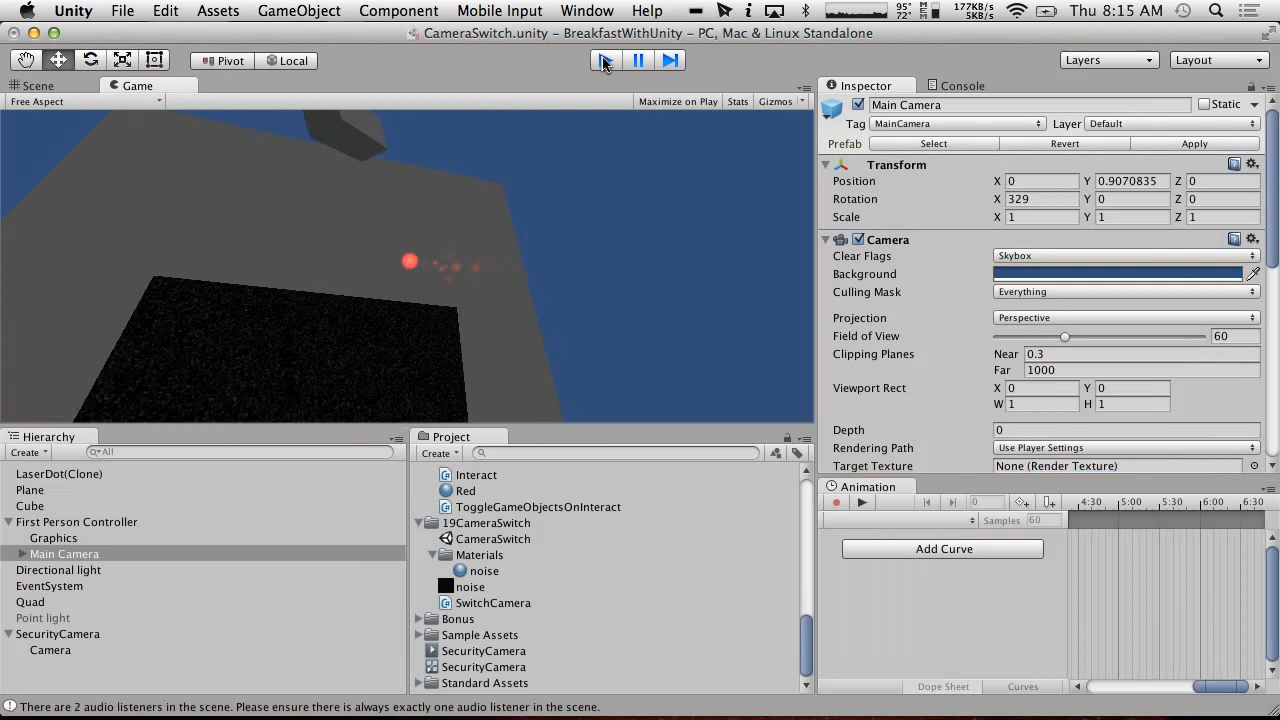 Unity File Edit Assets GameObject Component Mobile Input Window Help 95° 72° MEM 177KB/s 5KB/s Thu 8:15 AM
CameraSwitch.unity – BreakfastWithUnity – PC, Mac & Linux Standalone
Pivot Local Layers Layout
Scene Game Inspector Console
Free Aspect Maximize on Play Stats Gizmos
Main Camera Static
Tag MainCamera Layer Default
Prefab Select Revert Apply
Transform
Position X 0 Y 0.9070835 Z 0
Rotation X 329 Y 0 Z 0
Scale X 1 Y 1 Z 1
Camera
Clear Flags Skybox
Background
Culling Mask Everything
Projection Perspective
Field of View 60
Clipping Planes Near 0.3
Far 1000
Viewport Rect X 0 Y 0
W 1 H 1
Depth 0
Rendering Path Use Player Settings
Target Texture None (Render Texture)
Hierarchy
Create All
LaserDot(Clone)
Plane
Cube
First Person Controller
Graphics
Main Camera
Directional light
EventSystem
Quad
Point light
SecurityCamera
Camera
Project
Create
Interact
Red
ToggleGameObjectsOnInteract
19CameraSwitch
CameraSwitch
Materials
noise
noise
SwitchCamera
Bonus
Sample Assets
SecurityCamera
SecurityCamera
Standard Assets
Animation
0 4:30 5:00 5:30 6:00 6:30
Samples 60
Add Curve
Dope Sheet Curves
There are 2 audio listeners in the scene. Please ensure there is always exactly one audio listener in the scene.